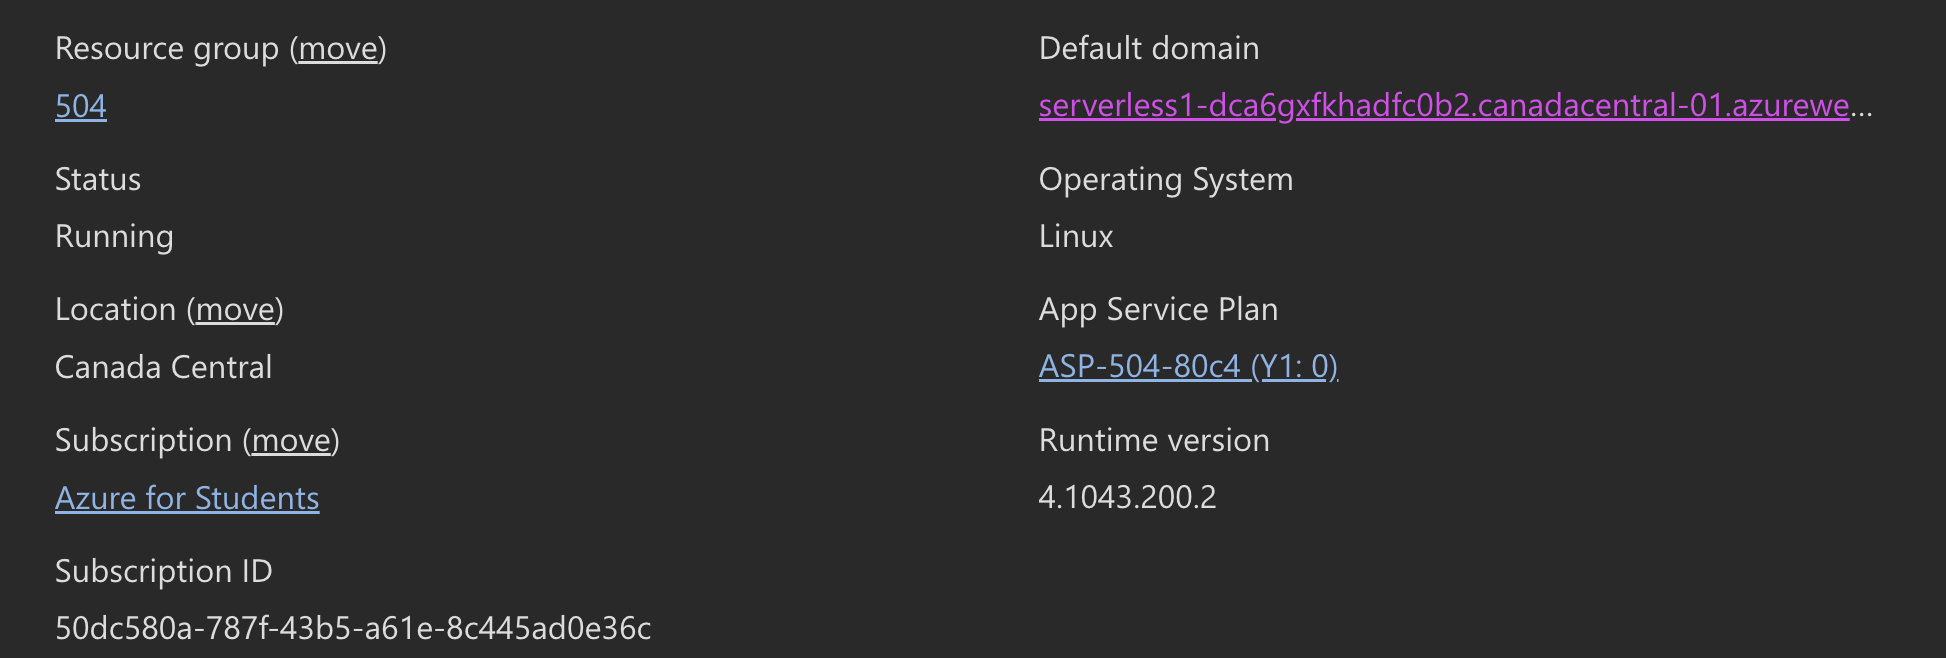 Resource group (move)
504
Status
Running
Location (move)
Canada Central
Subscription (move)
Azure for Students
Subscription ID
50dc580a-787f-43b5-a61e-8c445ad0e36c
Default domain
serverless1-dca6gxfkhadfc0b2.canadacentral-01.azurewe...
Operating System
Linux
App Service Plan
ASP-504-80c4 (Y1: 0)
Runtime version
4.1043.200.2